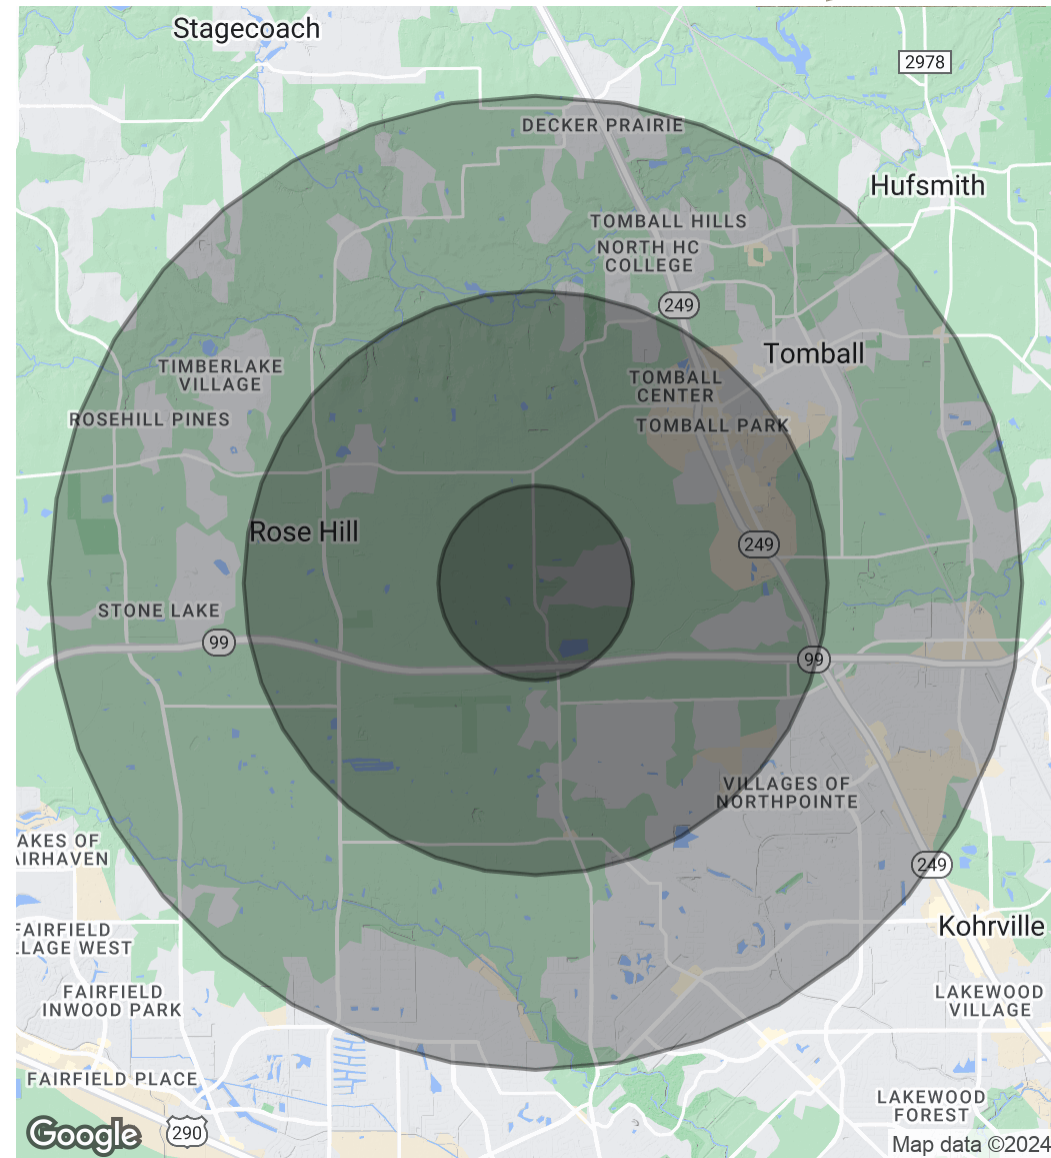 Stagecoach
2978
DECKER PRAIRIE
Hufsmith
TOMBALL HILLS
NORTH HC
COLLEGE
249
Tomball
TIMBERLAKE
VILLAGE
TOMBALL
CENTER
ROSEHILL PINES
TOMBALL PARK
Rose Hill
249
STONE LAKE
99
99
VILLAGES OF
NORTHPOINTE
AKES OF
AIRHAVEN
249
FAIRFIELD
LLAGE WEST
Kohrville
FAIRFIELD
INWOOD PARK
LAKEWOOD
VILLAGE
FAIRFIELD PLACE
LAKEWOOD
FOREST
Google
290
Map data ©2024